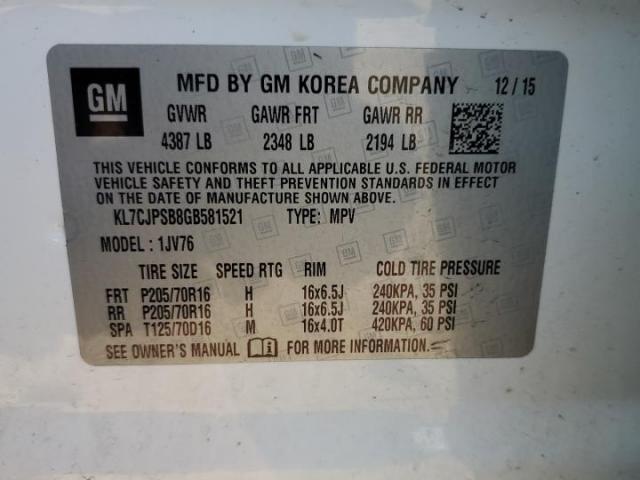 GM MFD BY GM KOREA COMPANY 12/15
GVWR GAWR FRT GAWR RR
4387 LB 2348 LB 2194 LB
THIS VEHICLE CONFORMS TO ALL APPLICABLE U.S. FEDERAL MOTOR
VEHICLE SAFETY AND THEFT PREVENTION STANDARDS IN EFFECT
ON THE DATE OF MANUFACTURE SHOWN ABOVE.
KL7CJPSB8GB581521 TYPE: MPV
MODEL: 1JV76
TIRE SIZE SPEED RTG RIM COLD TIRE PRESSURE
FRT P205/70R16 H 16x6.5J 240KPA, 35 PSI
RR P205/70R16 H 16x6.5J 240KPA, 35 PSI
SPA T125/70D16 M 16x4.0T 420KPA, 60 PSI
SEE OWNER'S MANUAL FOR MORE INFORMATION.